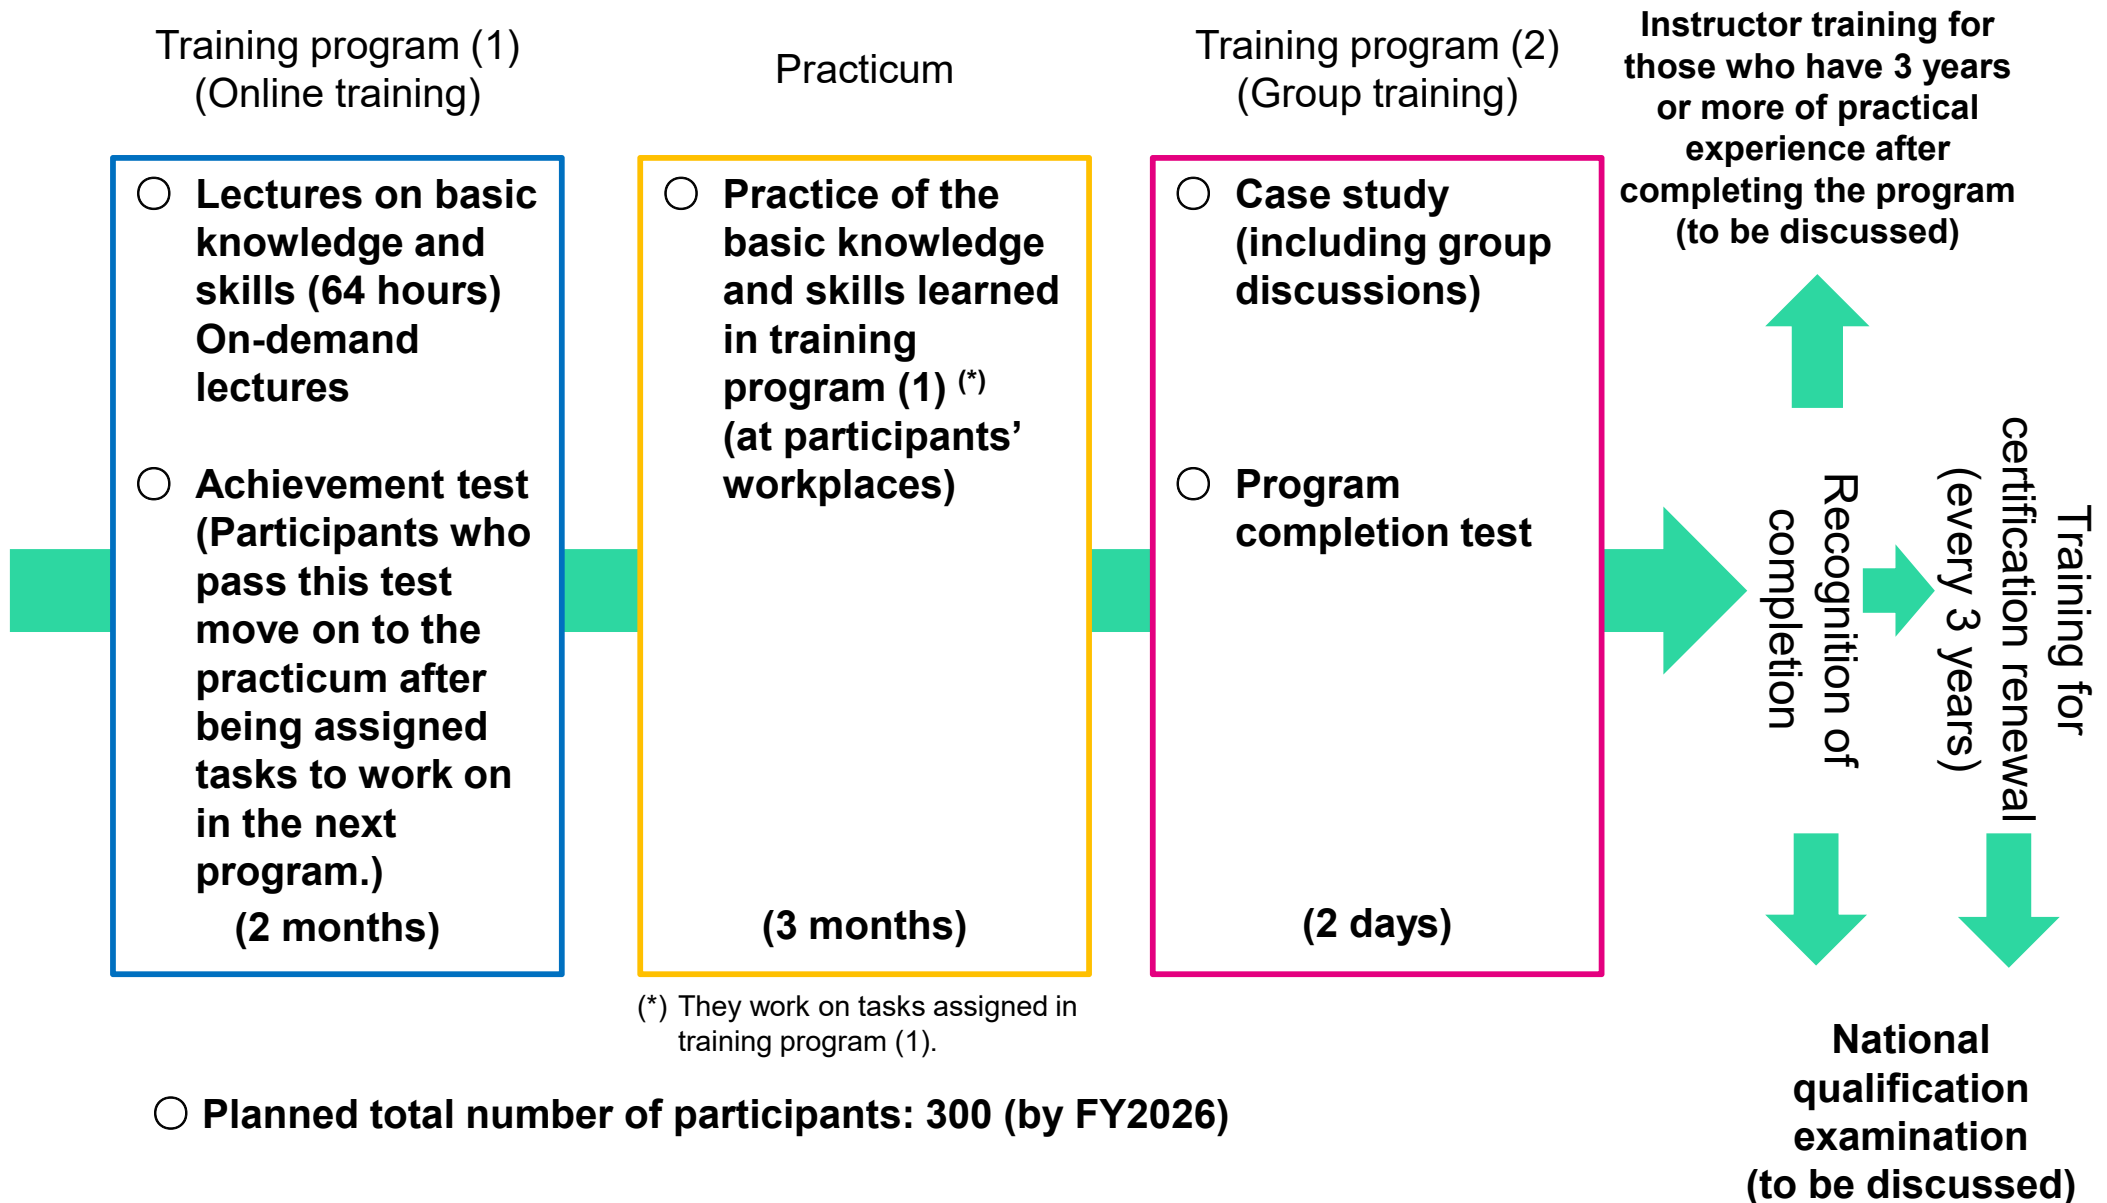 Training program (1)
(Online training)
○ Lectures on basic
knowledge and
skills (64 hours)
On-demand
lectures
○ Achievement test
(Participants who
pass this test
move on to the
practicum after
being assigned
tasks to work on
in the next
program.)
(2 months)
Practicum
○ Practice of the
basic knowledge
and skills learned
in training
program (1) (*)
(at participants’
workplaces)
(3 months)
(*) They work on tasks assigned in
training program (1).
Training program (2)
(Group training)
○ Case study
(including group
discussions)
○ Program
completion test
(2 days)
Instructor training for
those who have 3 years
or more of practical
experience after
completing the program
(to be discussed)
Recognition of
completion
Training for
certification renewal
(every 3 years)
National
qualification
examination
(to be discussed)
○ Planned total number of participants: 300 (by FY2026)